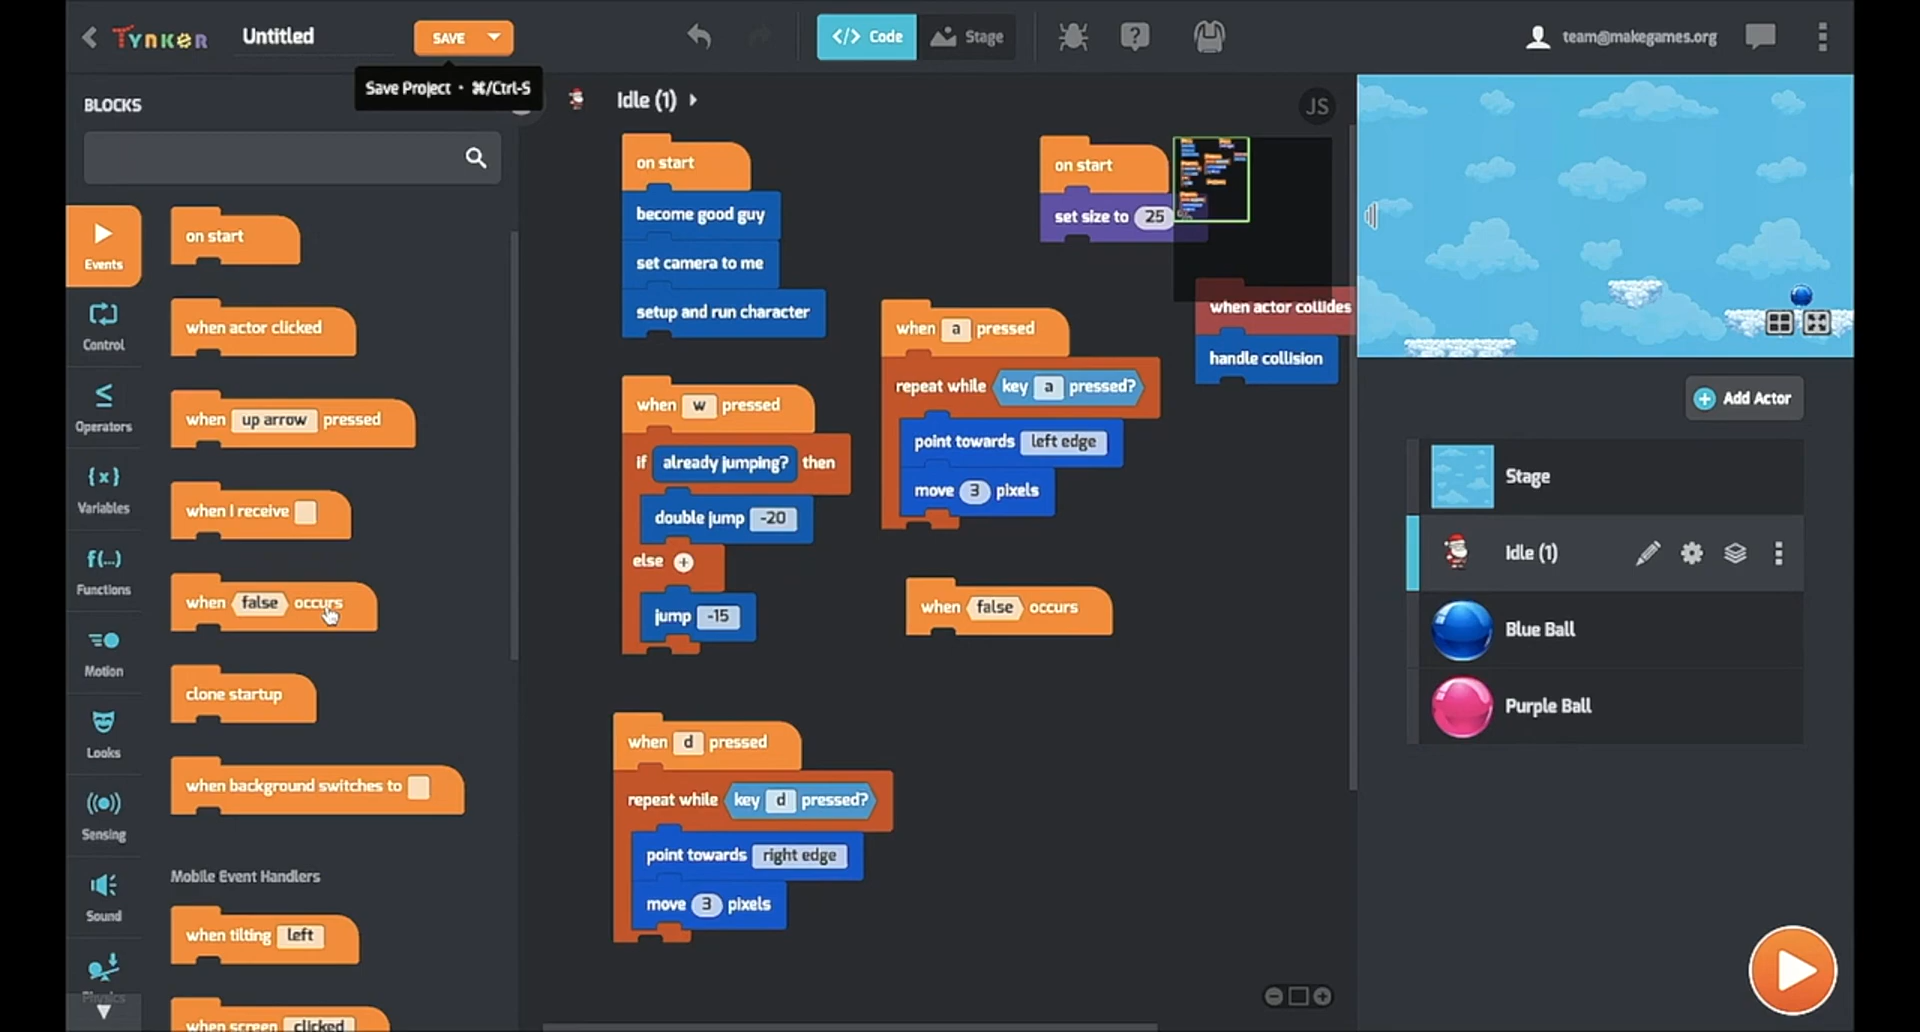 TYNKER
Untitled
SAVE
</> Code
Stage
team@makegames.org
Save Project • ⌘/Ctrl-S
BLOCKS
Idle (1)
JS
Events
Control
Operators
{x}
Variables
f(...)
Functions
Motion
Looks
Sensing
Sound
Physics
on start
when actor clicked
when up arrow pressed
when I receive
when false occurs
clone startup
when background switches to
Mobile Event Handlers
when tilting left
when screen clicked
on start
become good guy
set camera to me
setup and run character
when w pressed
if already jumping? then
double jump -20
else +
jump -15
when d pressed
repeat while key d pressed?
point towards right edge
move 3 pixels
on start
set size to 25 %
when a pressed
repeat while key a pressed?
point towards left edge
move 3 pixels
when false occurs
when actor collides
handle collision
Add Actor
Stage
Idle (1)
Blue Ball
Purple Ball